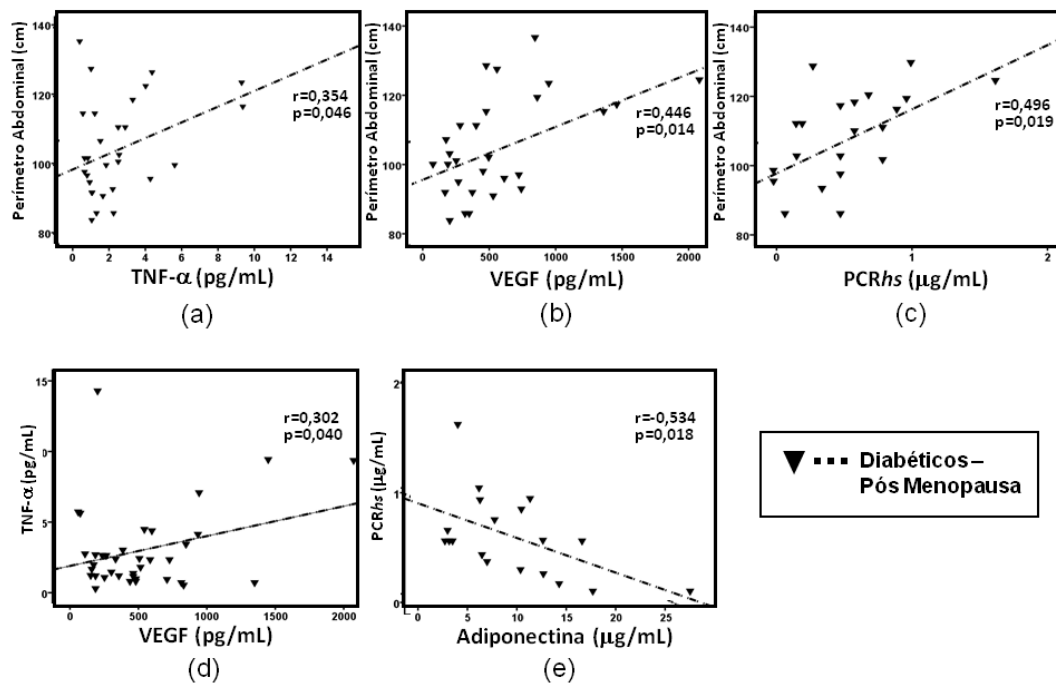 Perímetro Abdominal (cm)
140
120
100
80
r=0,354
p=0,046
0 2 4 6 8 10 12 14
TNF-α (pg/mL)
(a)
Perímetro Abdominal (cm)
140
120
100
80
r=0,446
p=0,014
0 500 1000 1500 2000
VEGF (pg/mL)
(b)
Perímetro Abdominal (cm)
140
120
100
80
r=0,496
p=0,019
0 1 2
PCRhs (µg/mL)
(c)
TNF-α (pg/mL)
15
0
5
0
r=0,302
p=0,040
0 500 1000 1500 2000
VEGF (pg/mL)
(d)
PCRhs (µg/mL)
2
1
0
r=-0,534
p=0,018
0 5 10 15 20 25
Adiponectina (µg/mL)
(e)
Diabéticos –
Pós Menopausa